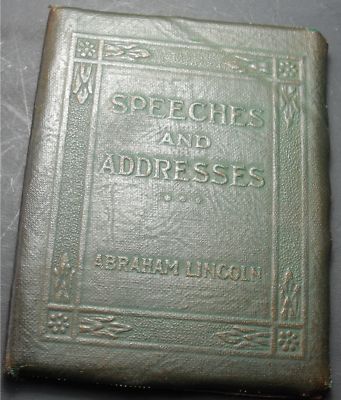 SPEECHES
AND
ADDRESSES
ABRAHAM LINCOLN